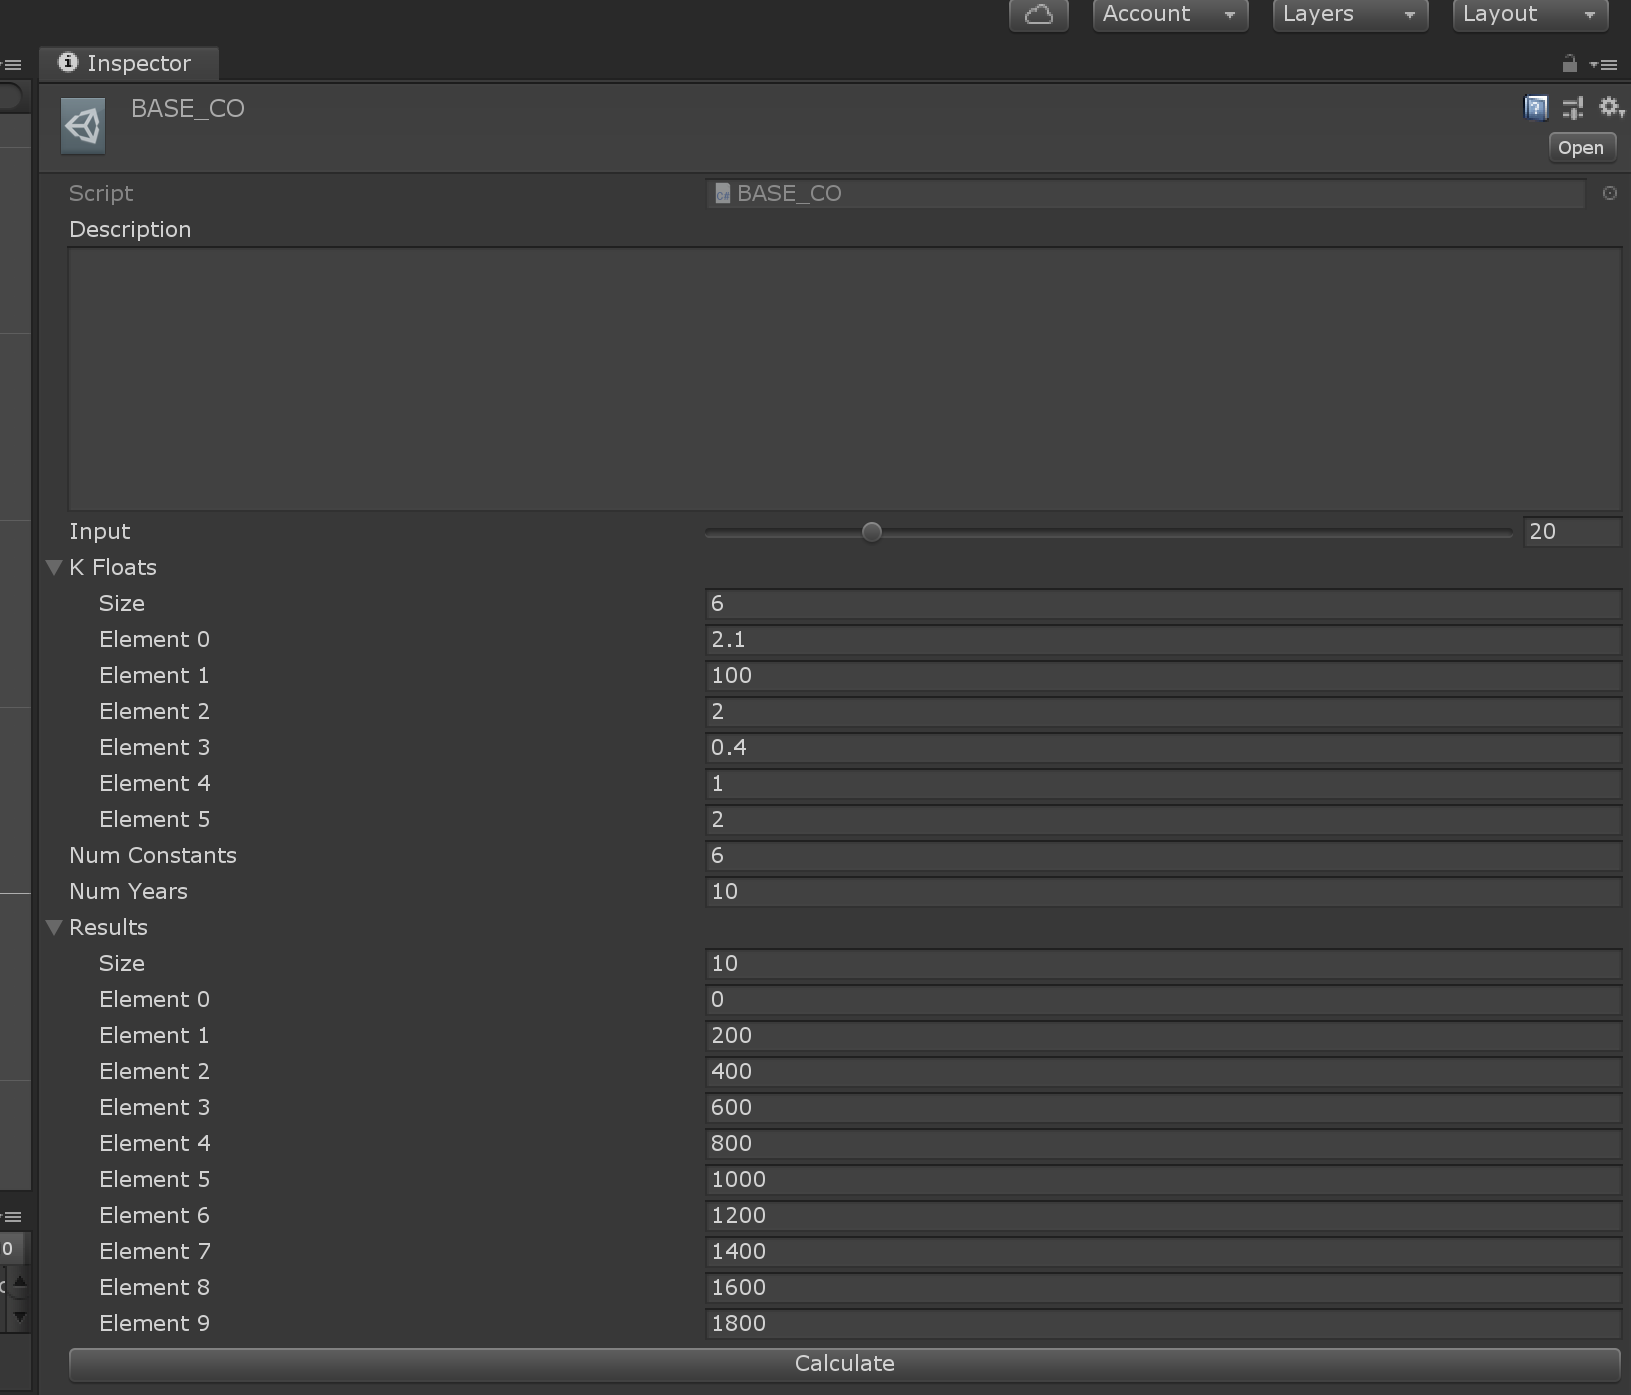 Account Layers Layout
Inspector
BASE_CO
Open
Script C# BASE_CO
Description
Input 20
K Floats
Size 6
Element 0 2.1
Element 1 100
Element 2 2
Element 3 0.4
Element 4 1
Element 5 2
Num Constants 6
Num Years 10
Results
Size 10
Element 0 0
Element 1 200
Element 2 400
Element 3 600
Element 4 800
Element 5 1000
Element 6 1200
0
Element 7 1400
Element 8 1600
Element 9 1800
Calculate